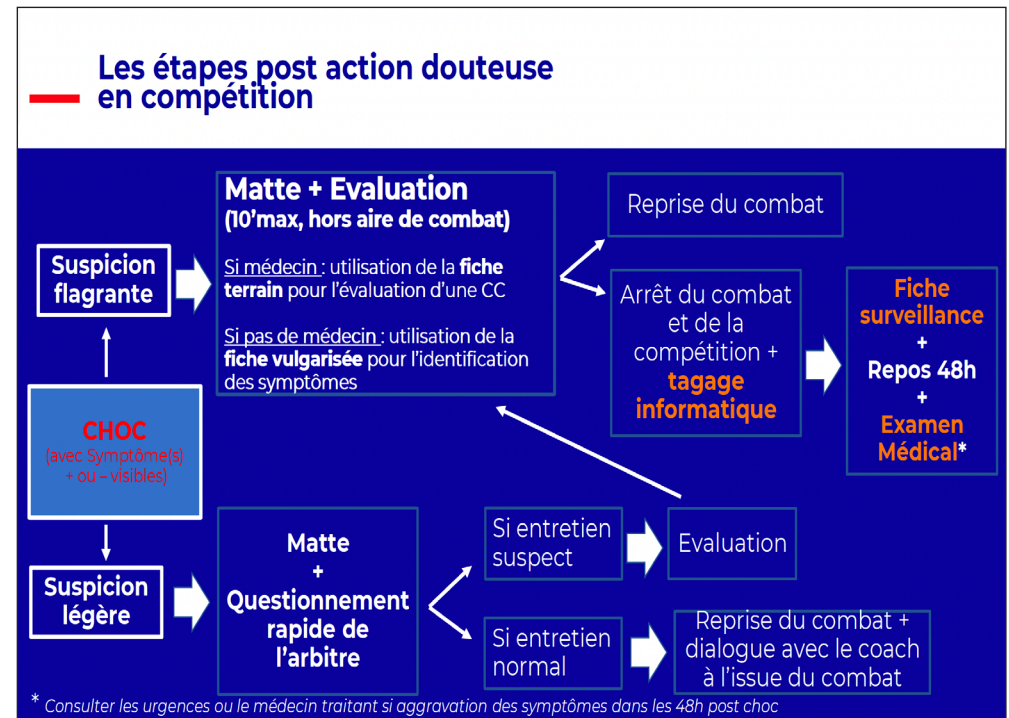 Les étapes post action douteuse
en compétition
Matte + Evaluation
(10'max, hors aire de combat)
Si médecin : utilisation de la fiche
terrain pour l'évaluation d'une CC
Si pas de médecin : utilisation de la
fiche vulgarisée pour l'identification
des symptômes
Reprise du combat
Suspicion
flagrante
Arrêt du combat
et de la
compétition +
tagage
informatique
Fiche
surveillance
+
Repos 48h
+
Examen
Médical*
CHOC
(avec Symptôme(s)
+ ou – visibles)
Suspicion
légère
Matte
+
Questionnement
rapide de
l'arbitre
Si entretien
suspect
Evaluation
Si entretien
normal
Reprise du combat +
dialogue avec le coach
à l'issue du combat
* Consulter les urgences ou le médecin traitant si aggravation des symptômes dans les 48h post choc